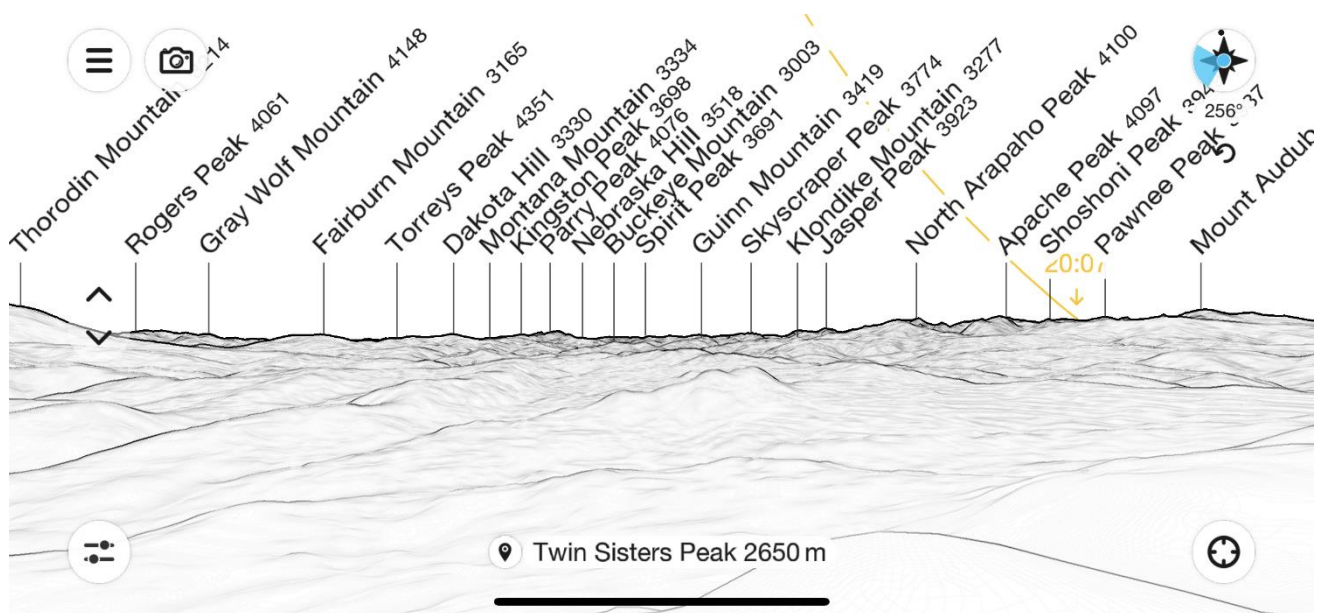 Thorodin Mountain
Rogers Peak 4061
Gray Wolf Mountain 4148
Fairburn Mountain 3165
Torreys Peak 4351
Dakota Hill 3330
Montana Mountain 3334
Kingston Peak 3698
Parry Peak 4076
Nebraska Hill 3518
Buckeye Mountain 3003
Spirit Peak 3691
Guinn Mountain 3419
Skyscraper Peak 3774
Klondike Mountain 3277
Jasper Peak 3923
North Arapaho Peak 4100
Apache Peak 4097
Shoshoni Peak
Pawnee Peak
Mount Audub
256°
20:07
Twin Sisters Peak 2650 m